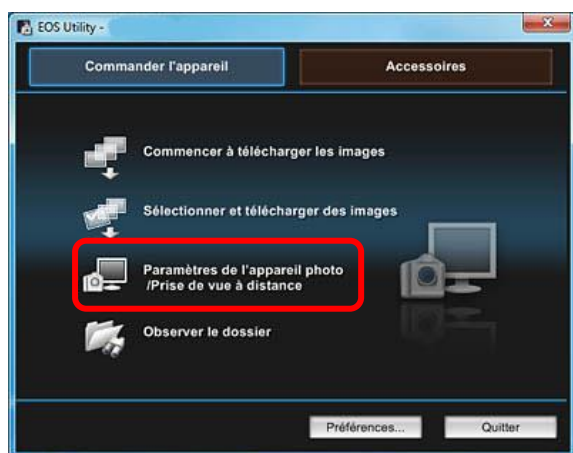 EOS Utility -
Commander l'appareil
Accessoires
Commencer à télécharger les images
Sélectionner et télécharger des images
Paramètres de l'appareil photo
/Prise de vue à distance
Observer le dossier
Préférences...
Quitter